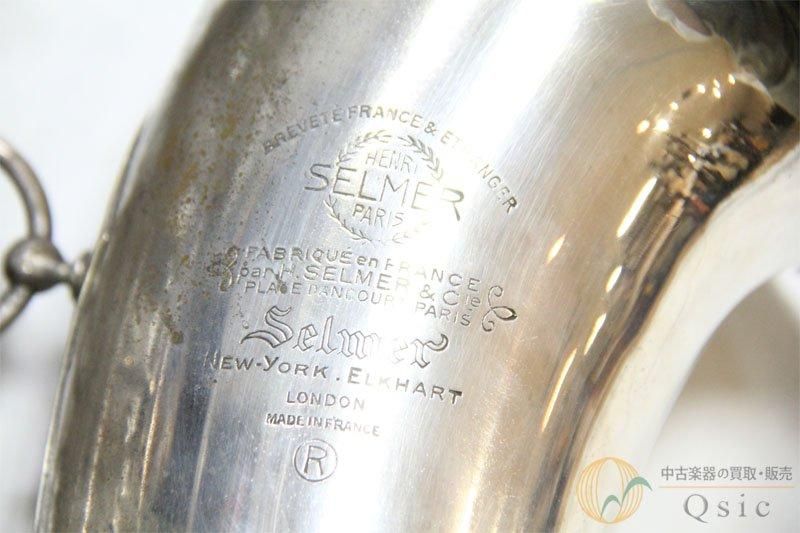 BREVETE FRANCE & ETRANGER
HENRI
SELMER
PARIS
FABRIQUE en FRANCE
par H. SELMER & Cie
PLACE DANCOURT PARIS
Selmer
NEW-YORK . ELKHART
LONDON
MADE IN FRANCE
®
中古楽器の買取・販売
Qsic